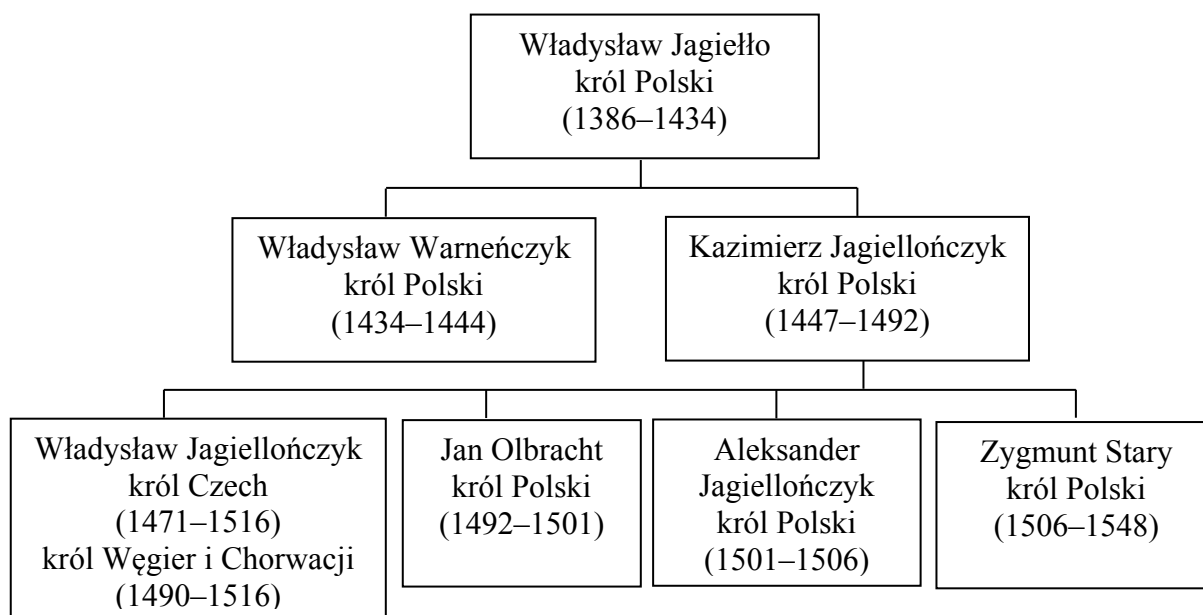 Władysław Jagiełło
król Polski
(1386–1434)
Władysław Warneńczyk
król Polski
(1434–1444)
Kazimierz Jagiellończyk
król Polski
(1447–1492)
Władysław Jagiellończyk
król Czech
(1471–1516)
król Węgier i Chorwacji
(1490–1516)
Jan Olbracht
król Polski
(1492–1501)
Aleksander
Jagiellończyk
król Polski
(1501–1506)
Zygmunt Stary
król Polski
(1506–1548)